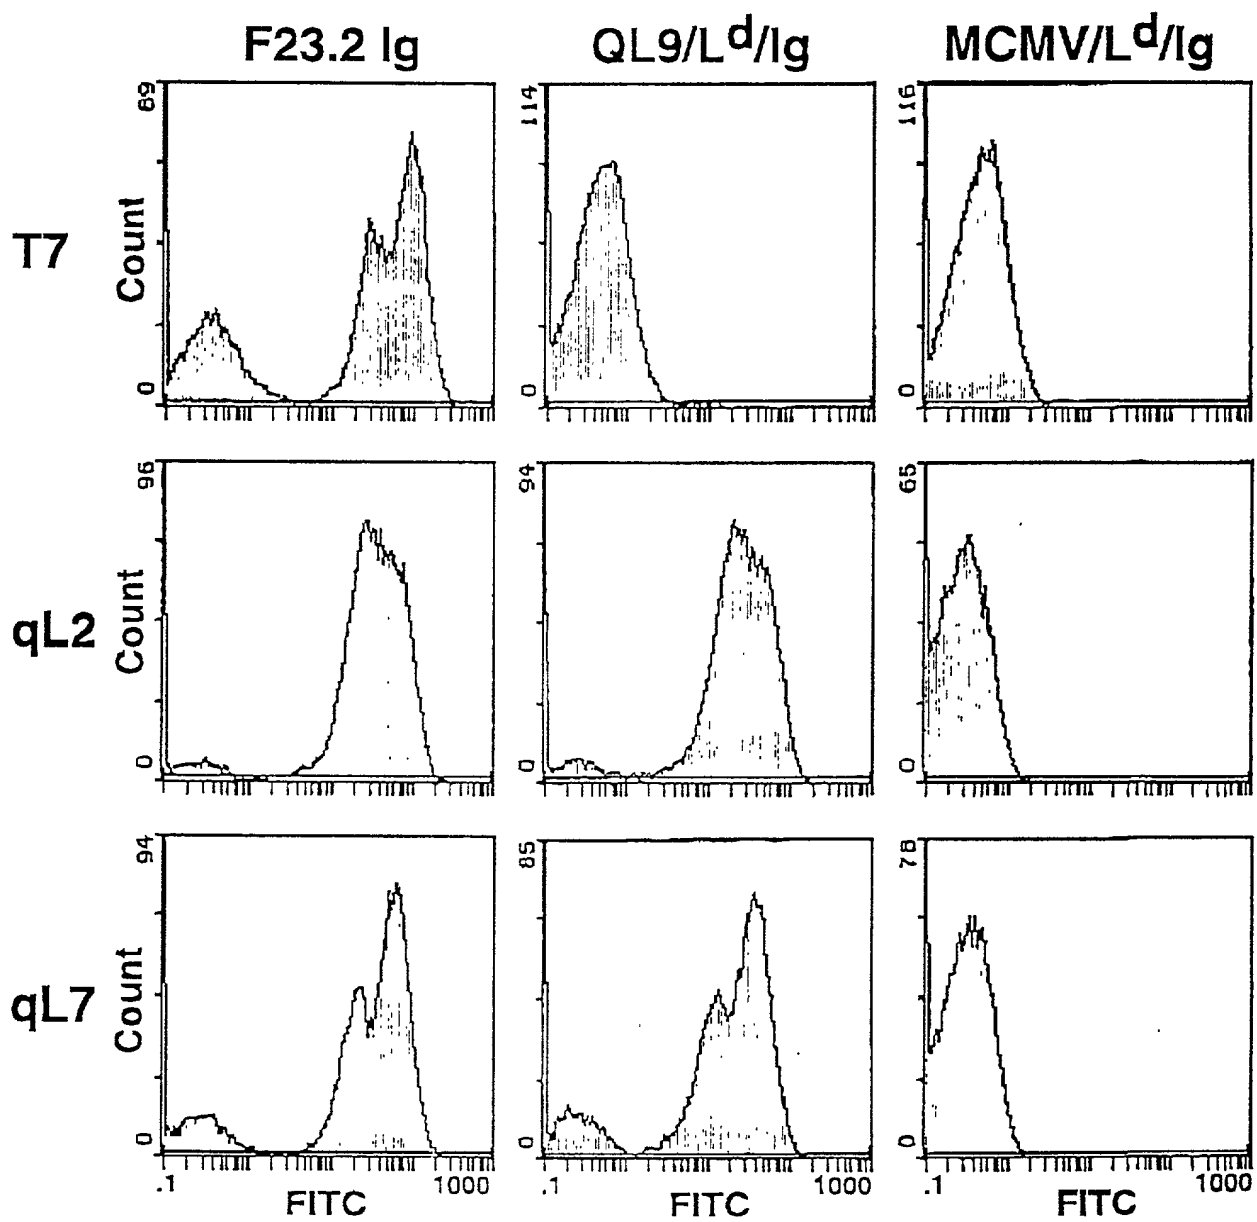 F23.2 Ig QL9/Lᵈ/Ig MCMV/Lᵈ/Ig
T7 Count 89 0 114 0 116 0
qL2 Count 96 0 94 0 65 0
qL7 Count 94 0 85 0 78 0
.1 1000 .1 1000 .1 1000
FITC FITC FITC